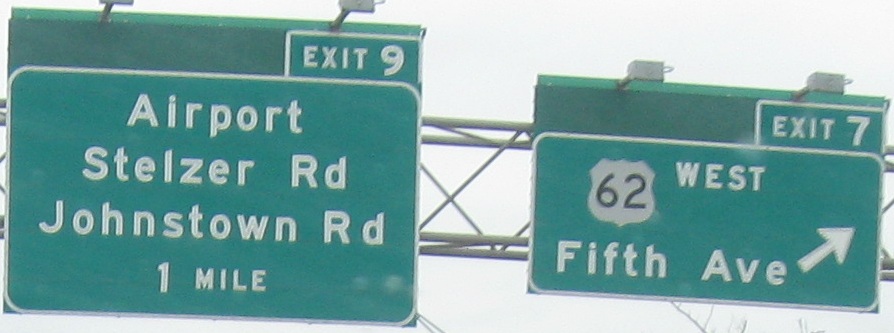 EXIT 9
Airport
Stelzer Rd
Johnstown Rd
1 MILE
EXIT 7
62 WEST
Fifth Ave